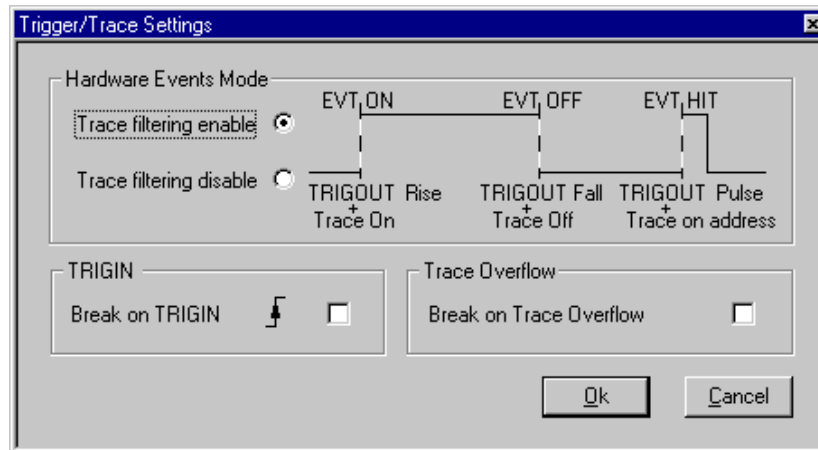 Trigger/Trace Settings
Hardware Events Mode
EVT ON EVT OFF EVT HIT
Trace filtering enable
Trace filtering disable
TRIGOUT Rise TRIGOUT Fall TRIGOUT Pulse
+ + +
Trace On Trace Off Trace on address
TRIGIN
Break on TRIGIN
Trace Overflow
Break on Trace Overflow
Ok Cancel